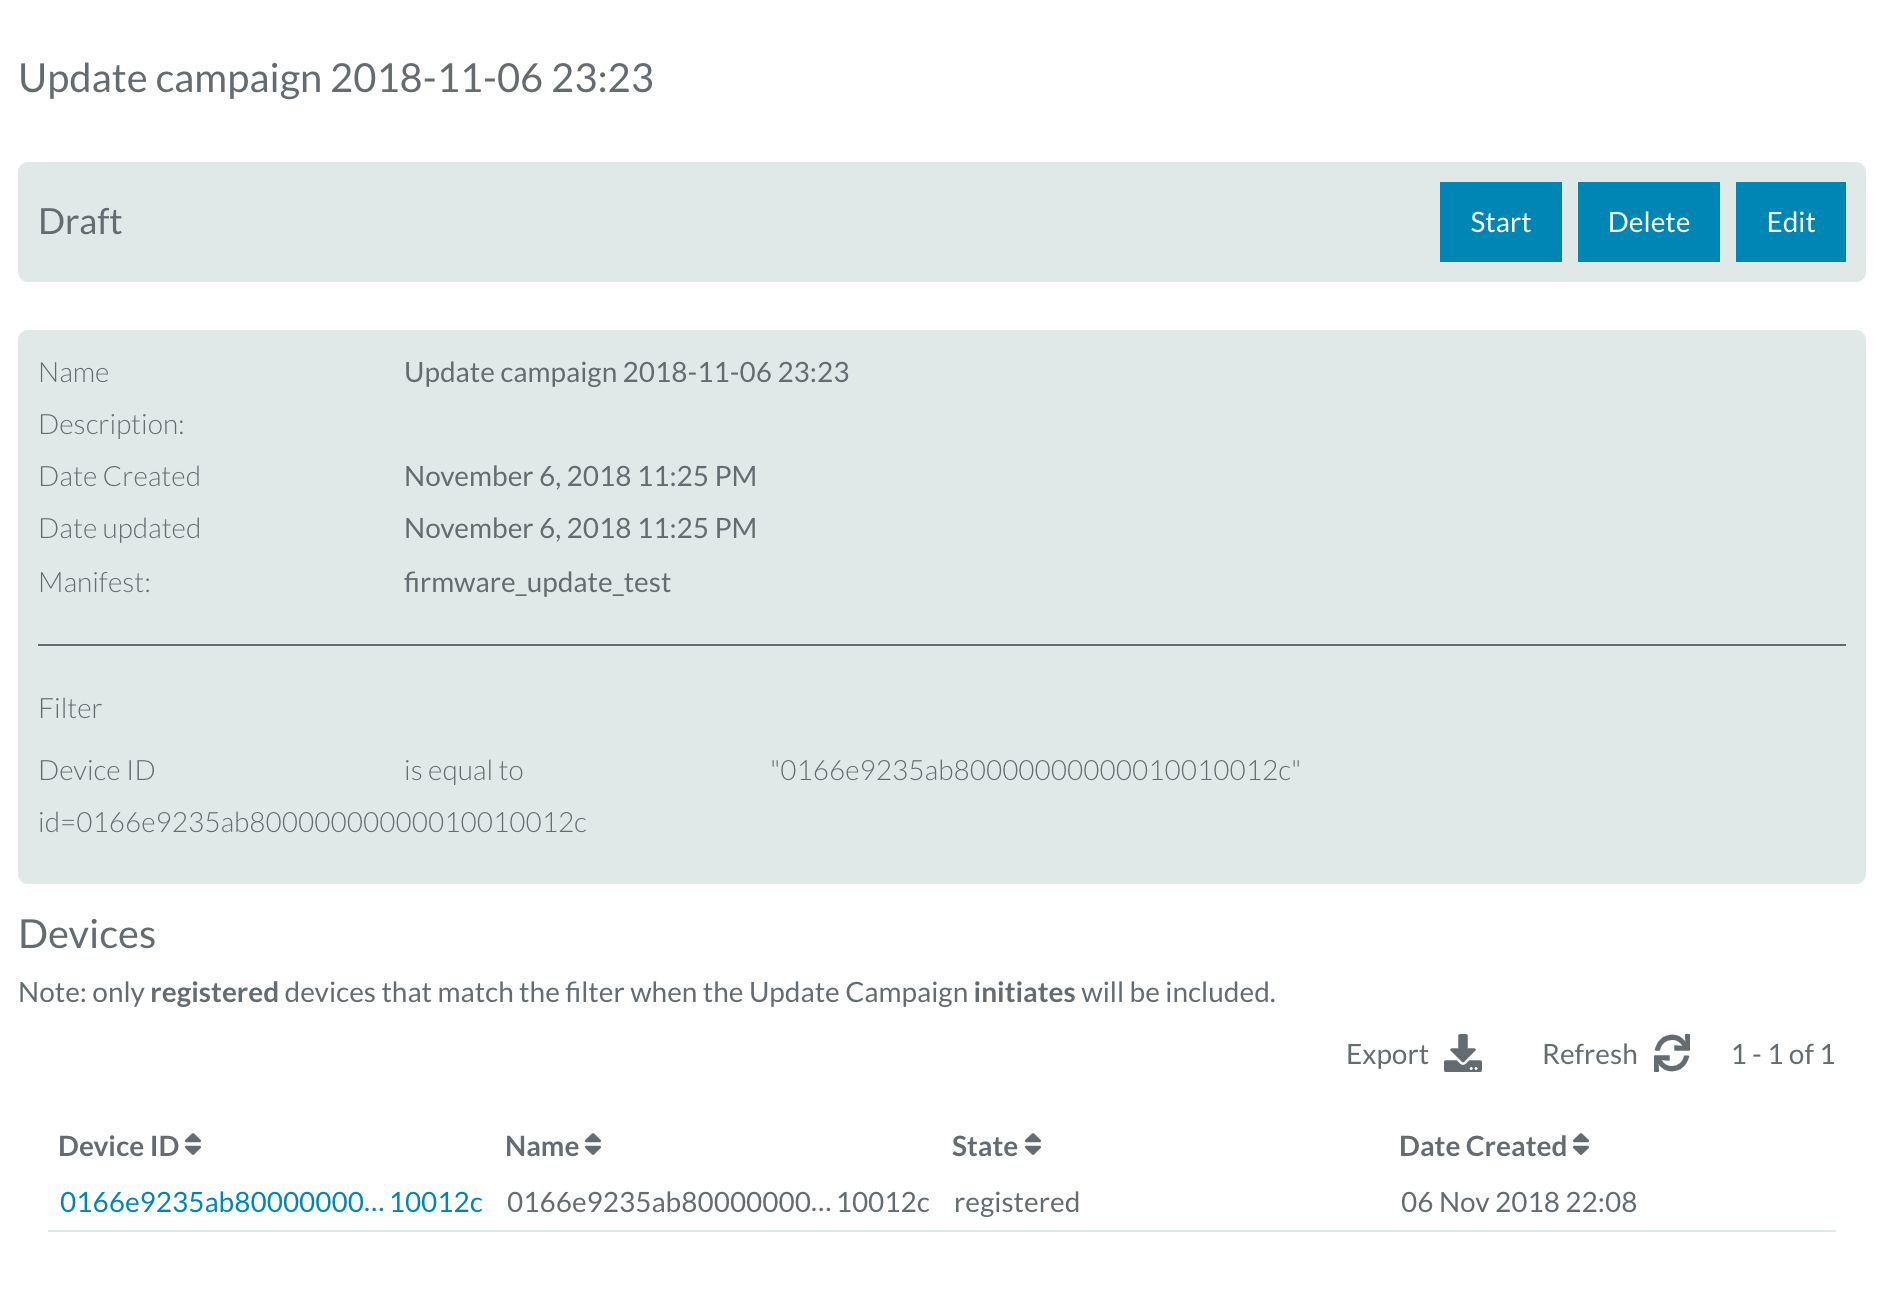 Update campaign 2018-11-06 23:23
Draft
Start Delete Edit
Name Update campaign 2018-11-06 23:23
Description:
Date Created November 6, 2018 11:25 PM
Date updated November 6, 2018 11:25 PM
Manifest: firmware_update_test
Filter
Device ID is equal to "0166e9235ab80000000000010010012c"
id=0166e9235ab80000000000010010012c
Devices
Note: only registered devices that match the filter when the Update Campaign initiates will be included.
Export Refresh 1 - 1 of 1
Device ID Name State Date Created
0166e9235ab80000000... 10012c 0166e9235ab80000000... 10012c registered 06 Nov 2018 22:08